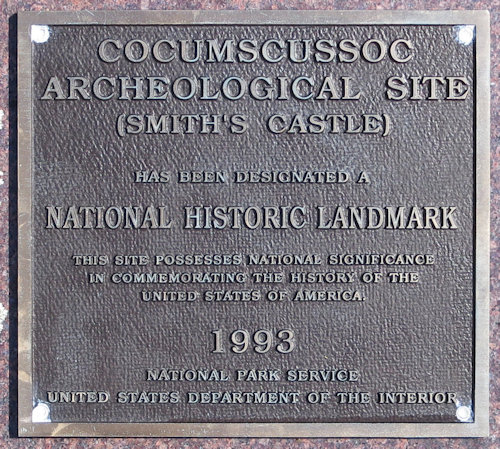 COCUMSCUSSOC
ARCHEOLOGICAL SITE
(SMITH'S CASTLE)
HAS BEEN DESIGNATED A
NATIONAL HISTORIC LANDMARK
THIS SITE POSSESSES NATIONAL SIGNIFICANCE
IN COMMEMORATING THE HISTORY OF THE
UNITED STATES OF AMERICA.
1993
NATIONAL PARK SERVICE
UNITED STATES DEPARTMENT OF THE INTERIOR